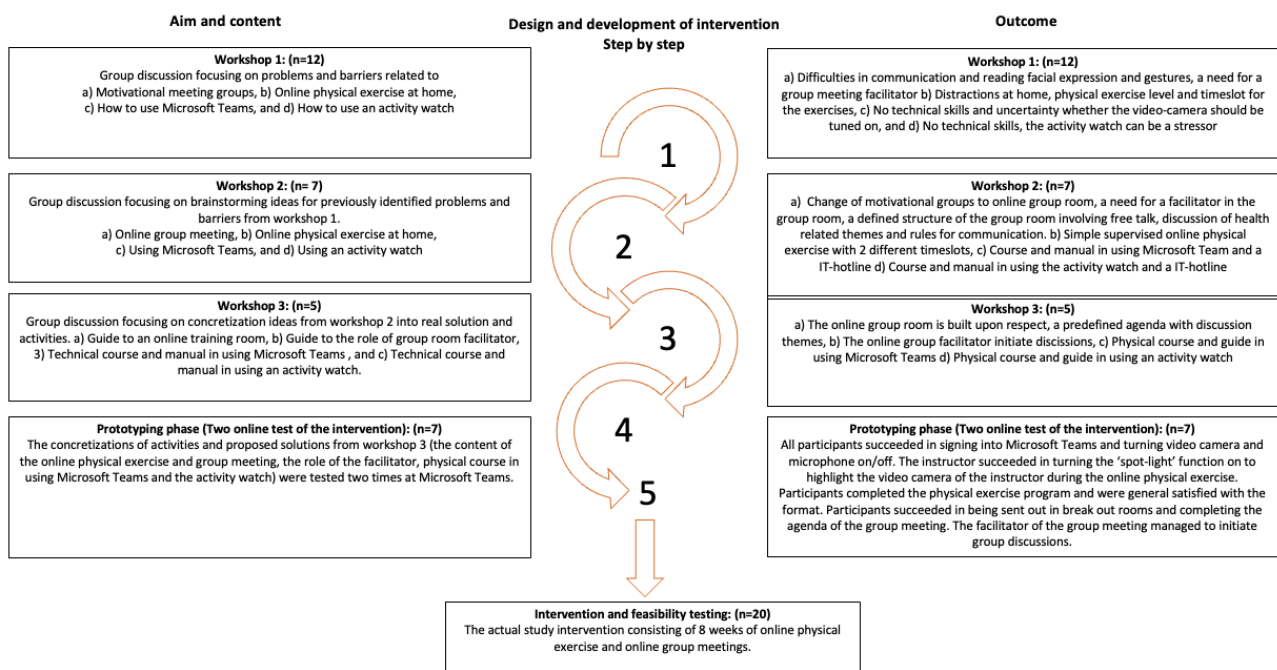 Aim and content
Design and development of intervention
Step by step
Outcome
Workshop 1: (n=12)
Group discussion focusing on problems and barriers related to
a) Motivational meeting groups, b) Online physical exercise at home,
c) How to use Microsoft Teams, and d) How to use an activity watch
Workshop 1: (n=12)
a) Difficulties in communication and reading facial expression and gestures, a need for a
group meeting facilitator b) Distractions at home, physical exercise level and timeslot for
the exercises, c) No technical skills and uncertainty whether the video-camera should be
tuned on, and d) No technical skills, the activity watch can be a stressor
1
Workshop 2: (n= 7)
Group discussion focusing on brainstorming ideas for previously identified problems and
barriers from workshop 1.
a) Online group meeting, b) Online physical exercise at home,
c) Using Microsoft Teams, and d) Using an activity watch
Workshop 2: (n=7)
a) Change of motivational groups to online group room, a need for a facilitator in
the group room, a defined structure of the group room involving free talk, discussion of health
related themes and rules for communication. b) Simple supervised online physical
exercise with 2 different timeslots, c) Course and manual in using Microsoft Team and a
IT-hotline d) Course and manual in using the activity watch and a IT-hotline
2
Workshop 3: (n=5)
Group discussion focusing on concretization ideas from workshop 2 into real solution and
activities. a) Guide to an online training room, b) Guide to the role of group room facilitator,
3) Technical course and manual in using Microsoft Teams , and c) Technical course and
manual in using an activity watch.
Workshop 3: (n=5)
a) The online group room is built upon respect, a predefined agenda with discussion
themes, b) The online group facilitator initiate discissions, c) Physical course and guide in
using Microsoft Teams d) Physical course and guide in using an activity watch
3
Prototyping phase (Two online test of the intervention): (n=7)
The concretizations of activities and proposed solutions from workshop 3 (the content of
the online physical exercise and group meeting, the role of the facilitator, physical course in
using Microsoft Teams and the activity watch) were tested two times at Microsoft Teams.
Prototyping phase (Two online test of the intervention): (n=7)
All participants succeeded in signing into Microsoft Teams and turning video camera and
microphone on/off. The instructor succeeded in turning the 'spot-light' function on to
highlight the video camera of the instructor during the online physical exercise.
Participants completed the physical exercise program and were general satisfied with the
format. Participants succeeded in being sent out in break out rooms and completing the
agenda of the group meeting. The facilitator of the group meeting managed to initiate
group discussions.
4
5
Intervention and feasibility testing: (n=20)
The actual study intervention consisting of 8 weeks of online physical
exercise and online group meetings.